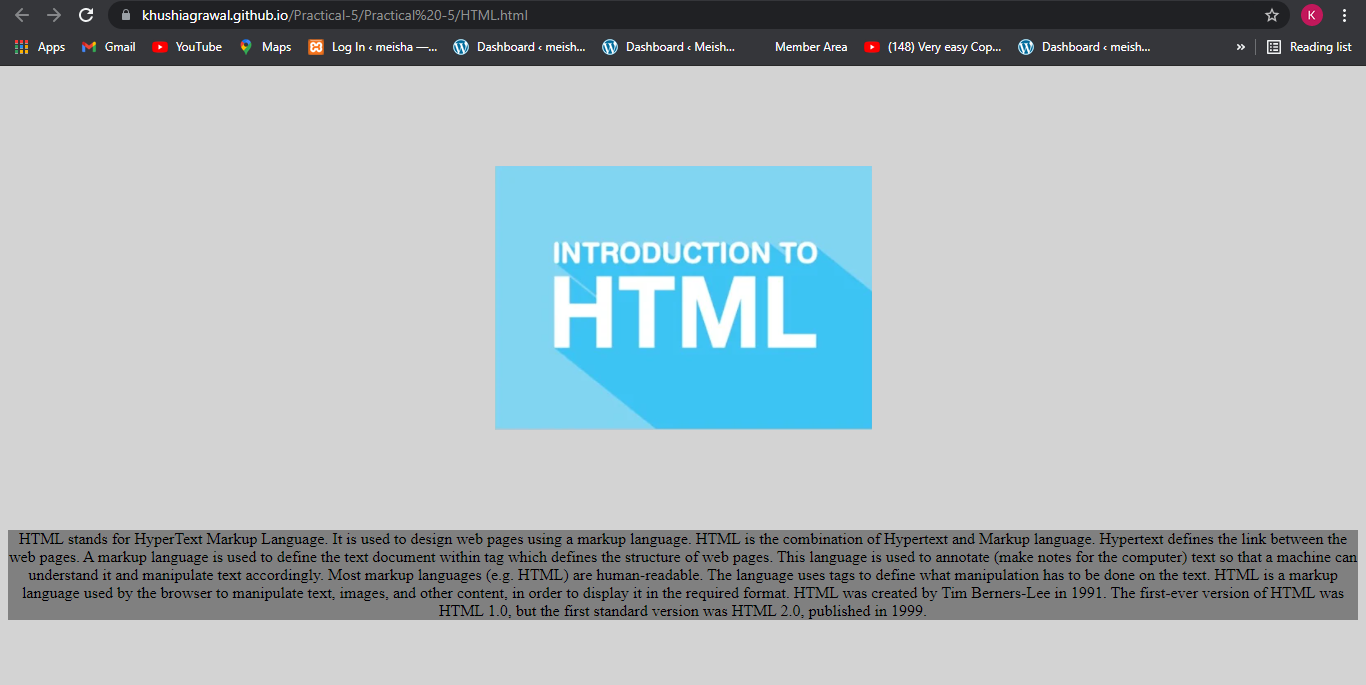 khushiagrawal.github.io/Practical-5/Practical%20-5/HTML.html
K
Apps Gmail YouTube Maps Log In ‹ meisha —... Dashboard ‹ meish... Dashboard ‹ Meish... Member Area (148) Very easy Cop... Dashboard ‹ meish... » Reading list
INTRODUCTION TO
HTML
HTML stands for HyperText Markup Language. It is used to design web pages using a markup language. HTML is the combination of Hypertext and Markup language. Hypertext defines the link between the
web pages. A markup language is used to define the text document within tag which defines the structure of web pages. This language is used to annotate (make notes for the computer) text so that a machine can
understand it and manipulate text accordingly. Most markup languages (e.g. HTML) are human-readable. The language uses tags to define what manipulation has to be done on the text. HTML is a markup
language used by the browser to manipulate text, images, and other content, in order to display it in the required format. HTML was created by Tim Berners-Lee in 1991. The first-ever version of HTML was
HTML 1.0, but the first standard version was HTML 2.0, published in 1999.